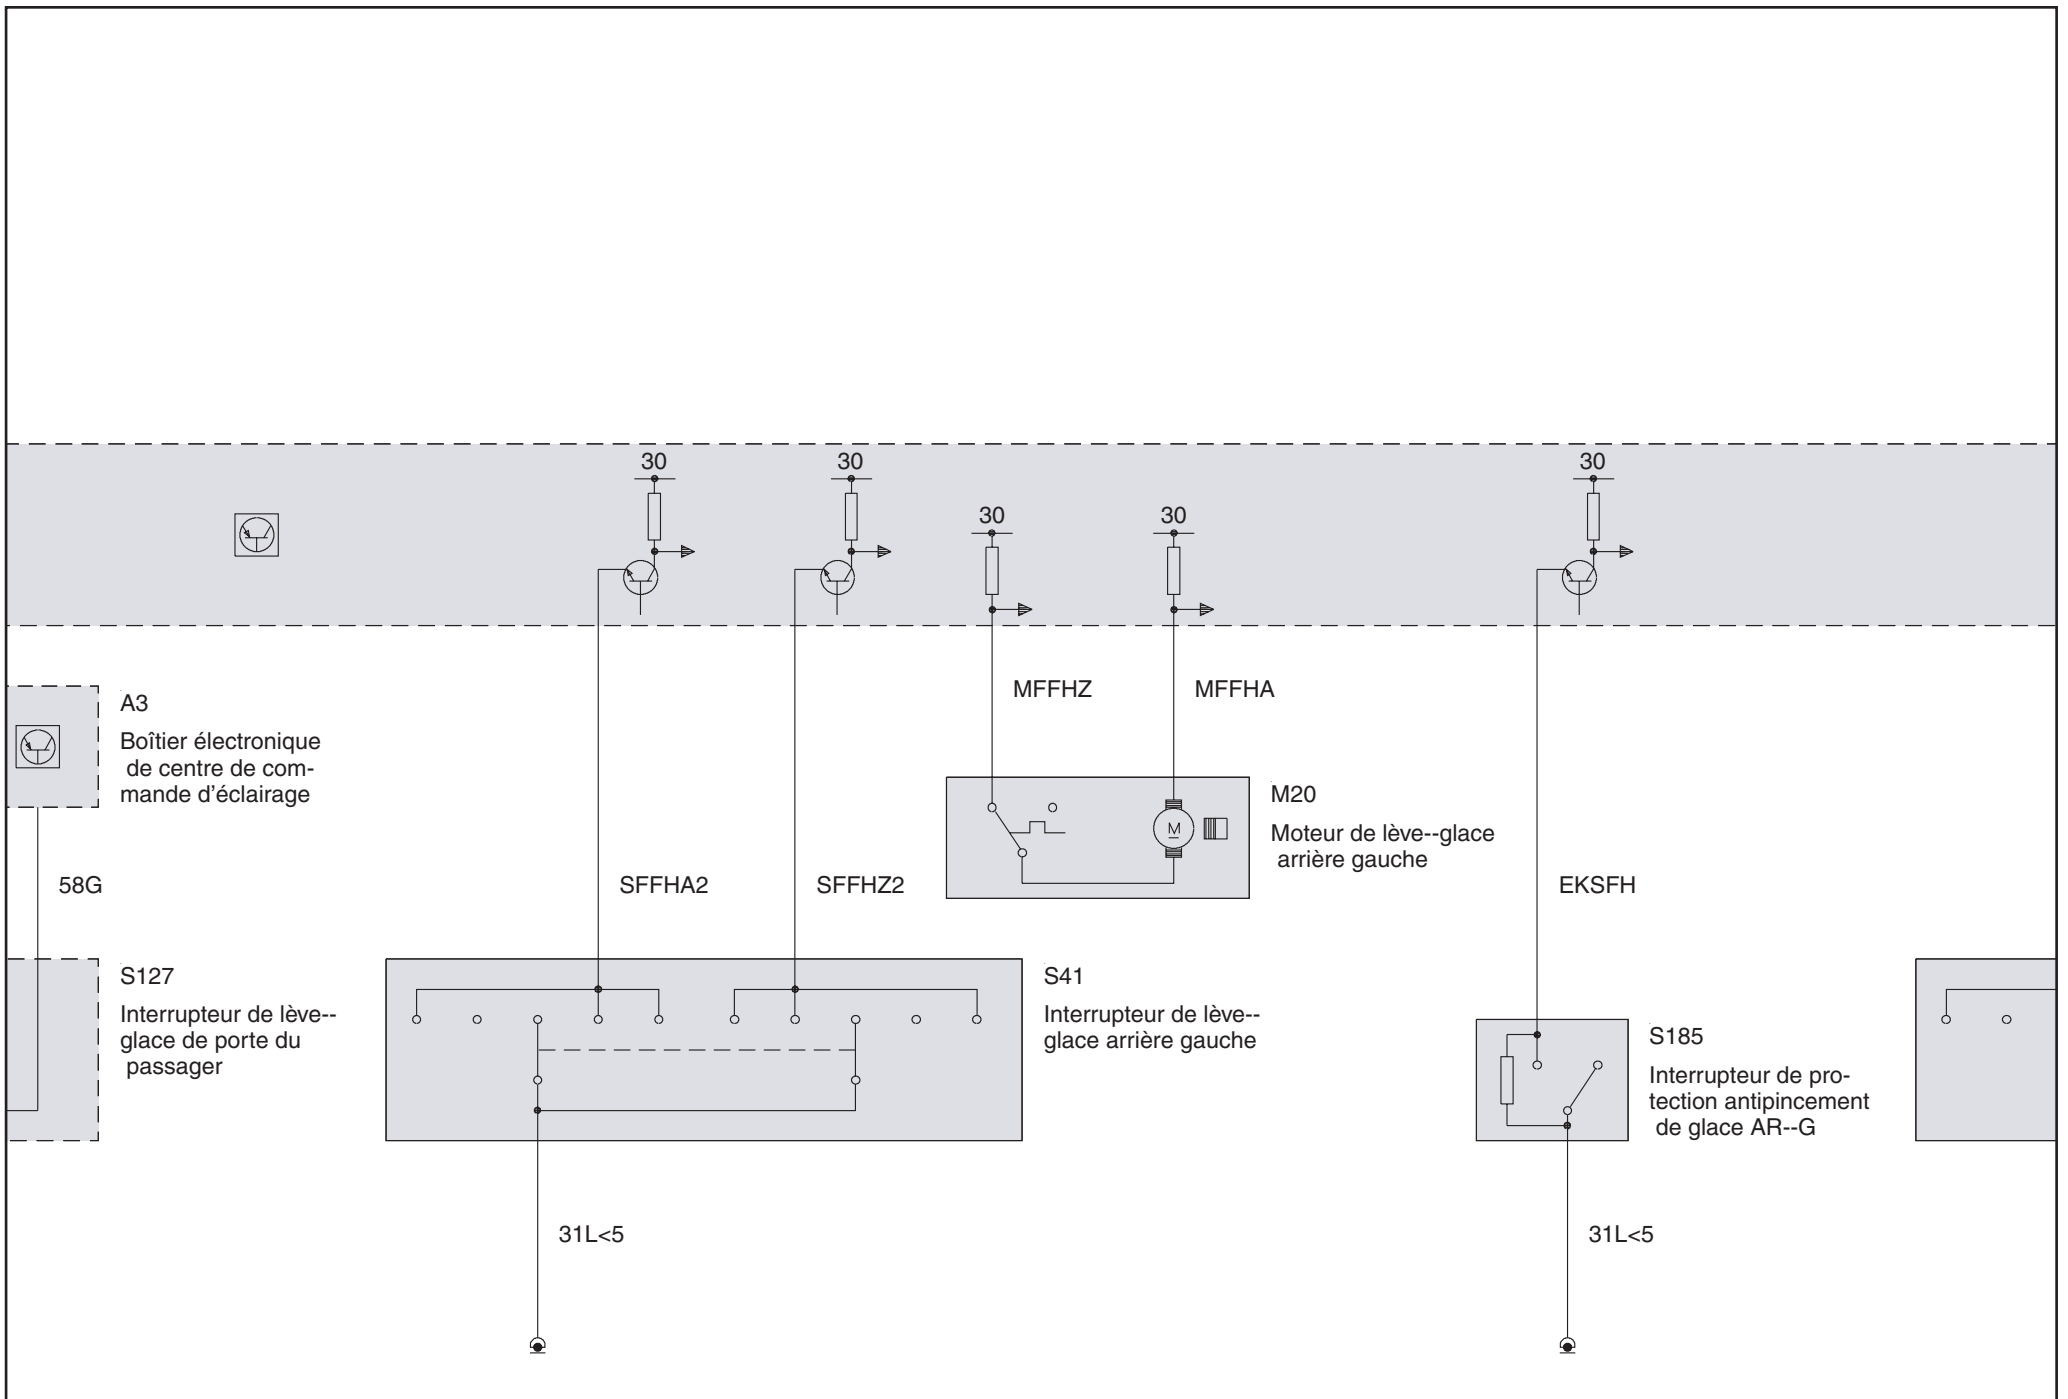 30
30
30
30
30
MFFHZ
MFFHA
A3
Boîtier électronique
de centre de com-
mande d'éclairage
M20
Moteur de lève--glace
arrière gauche
M
58G
SFFHA2
SFFHZ2
EKSFH
S127
Interrupteur de lève--
glace de porte du
passager
S41
Interrupteur de lève--
glace arrière gauche
S185
Interrupteur de pro-
tection antipincement
de glace AR--G
31L<5
31L<5